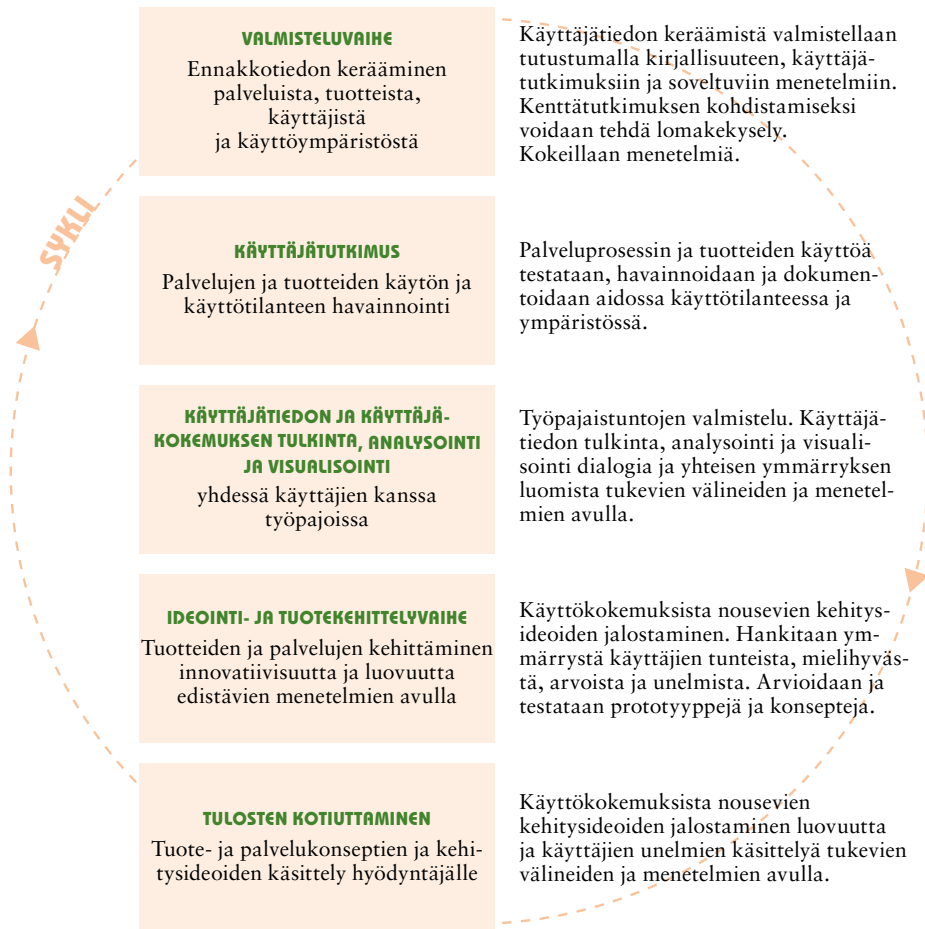 VALMISTELUVAIHE
Ennakkotiedon kerääminen
palveluista, tuotteista,
käyttäjistä
ja käyttöympäristöstä
Käyttäjätiedon keräämistä valmistellaan
tutustumalla kirjallisuuteen, käyttäjä-
tutkimuksiin ja soveltuviin menetelmiin.
Kenttätutkimuksen kohdistamiseksi
voidaan tehdä lomakekysely.
Kokeillaan menetelmiä.
SYKLI
KÄYTTÄJÄTUTKIMUS
Palvelujen ja tuotteiden käytön ja
käyttötilanteen havainnointi
Palveluprosessin ja tuotteiden käyttöä
testataan, havainnoidaan ja dokumen-
toidaan aidossa käyttötilanteessa ja
ympäristössä.
KÄYTTÄJÄTIEDON JA KÄYTTÄJÄ-
KOKEMUKSEN TULKINTA, ANALYSOINTI
JA VISUALISOINTI
yhdessä käyttäjien kanssa
työpajoissa
Työpajaistuntojen valmistelu. Käyttäjä-
tiedon tulkinta, analysointi ja visuali-
sointi dialogia ja yhteisen ymmärryksen
luomista tukevien välineiden ja menetel-
mien avulla.
IDEOINTI- JA TUOTEKEHITTELYVAIHE
Tuotteiden ja palvelujen kehittäminen
innovatiivisuutta ja luovuutta
edistävien menetelmien avulla
Käyttökokemuksista nousevien kehitys-
ideoiden jalostaminen. Hankitaan ym-
märrystä käyttäjien tunteista, mielihyväs-
tä, arvoista ja unelmista. Arvioidaan ja
testataan prototyyppejä ja konsepteja.
TULOSTEN KOTIUTTAMINEN
Tuote- ja palvelukonseptien ja kehi-
tysideoiden käsittely hyödyntäjälle
Käyttökokemuksista nousevien
kehitysideoiden jalostaminen luovuutta
ja käyttäjien unelmien käsittelyä tukevien
välineiden ja menetelmien avulla.